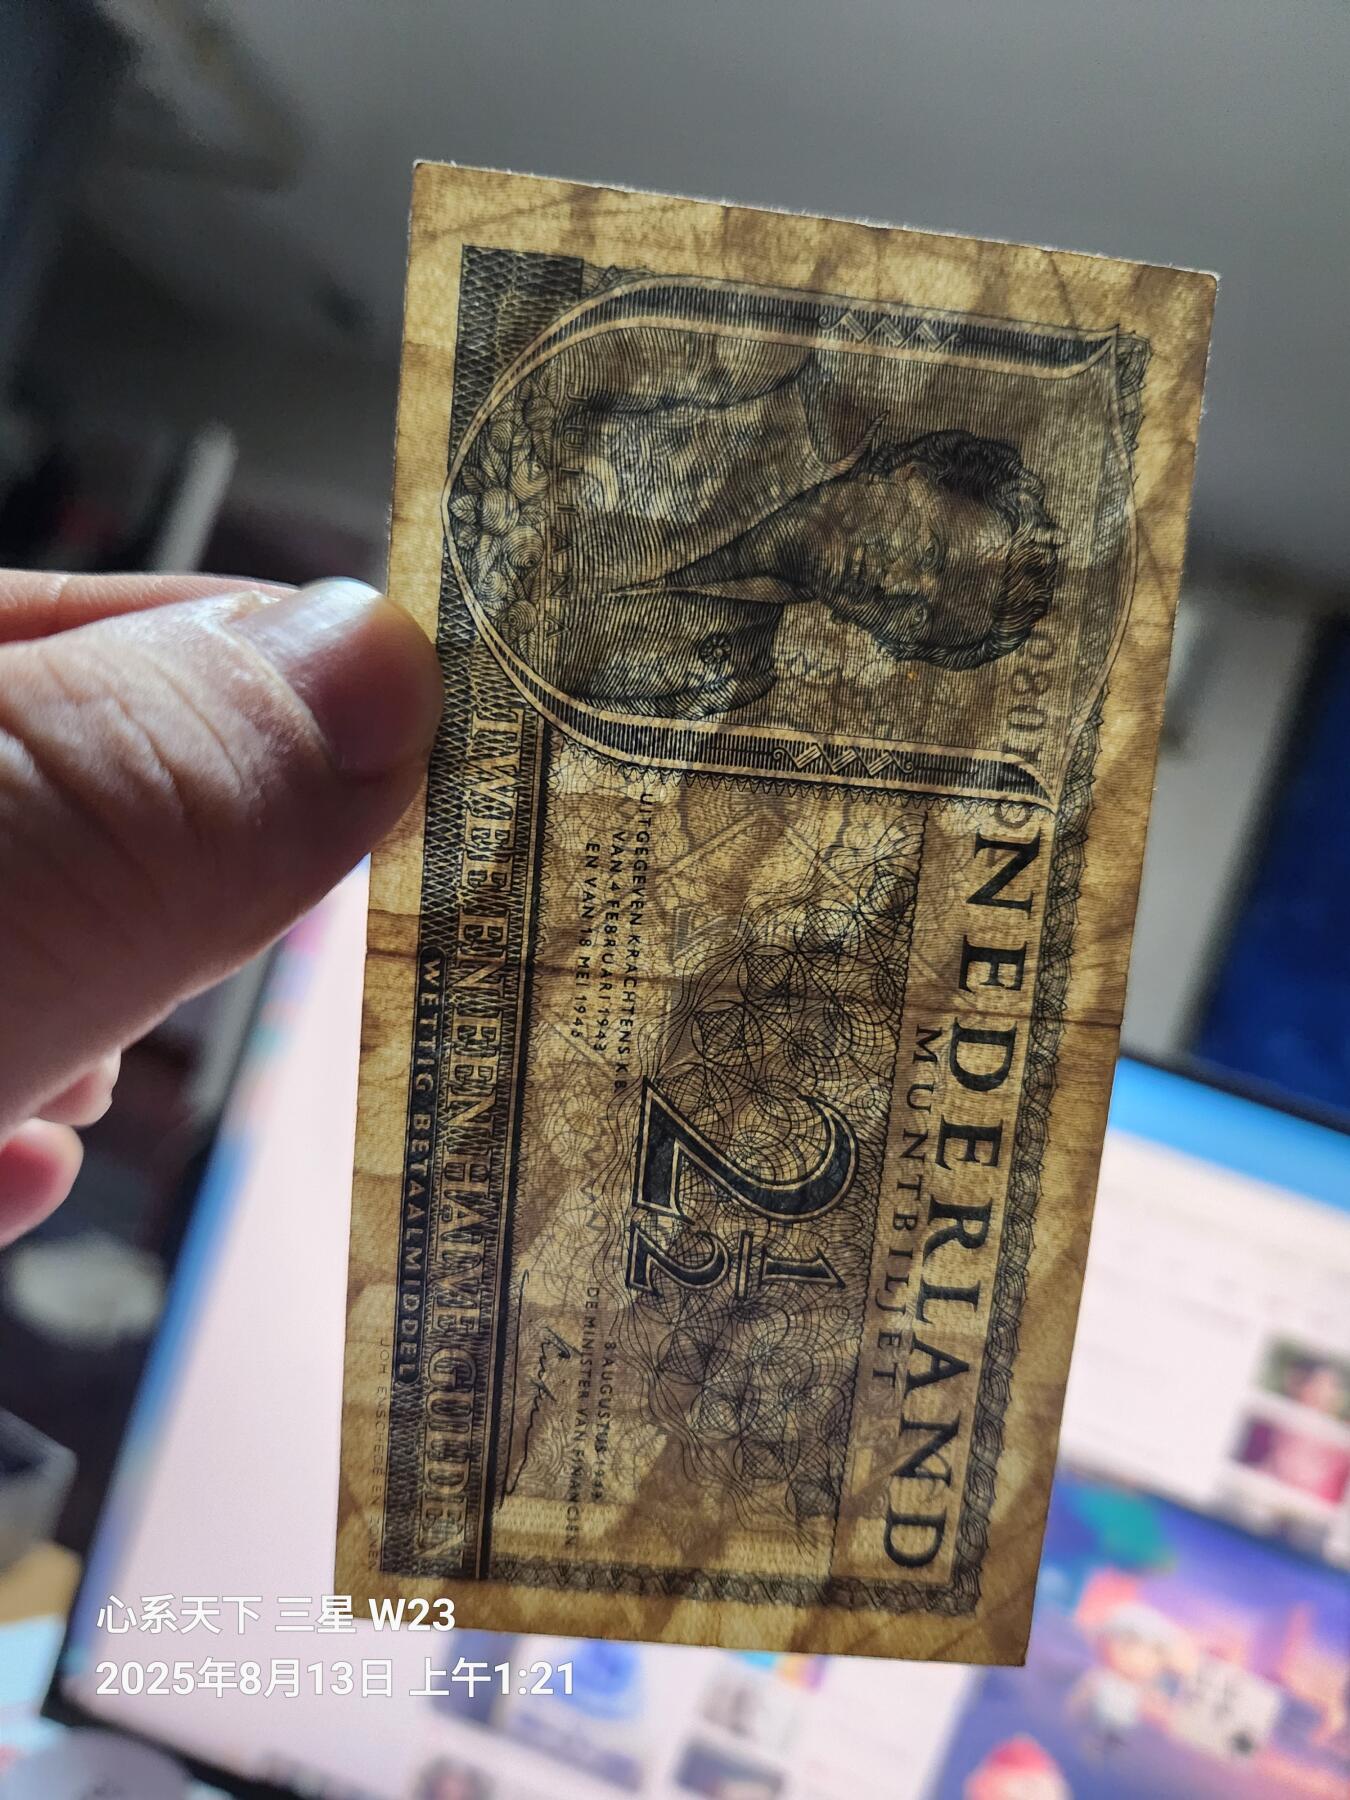 NEDERLAND
MUNTBILJET
2 1/2
UITGEGEVEN KRACHTENS K.B.
VAN 4 FEBRUARI 1943
EN VAN 18 MEI 1945
8 AUGUSTUS 1949
DE MINISTER VAN FINANCIEN
JULIANA
TWEE EN EEN HALVE GULDEN
WETTIG BETAALMIDDEL
JOH. ENSCHEDÉ EN ZONEN
心系天下 三星 W23
2025年8月13日 上午1:21